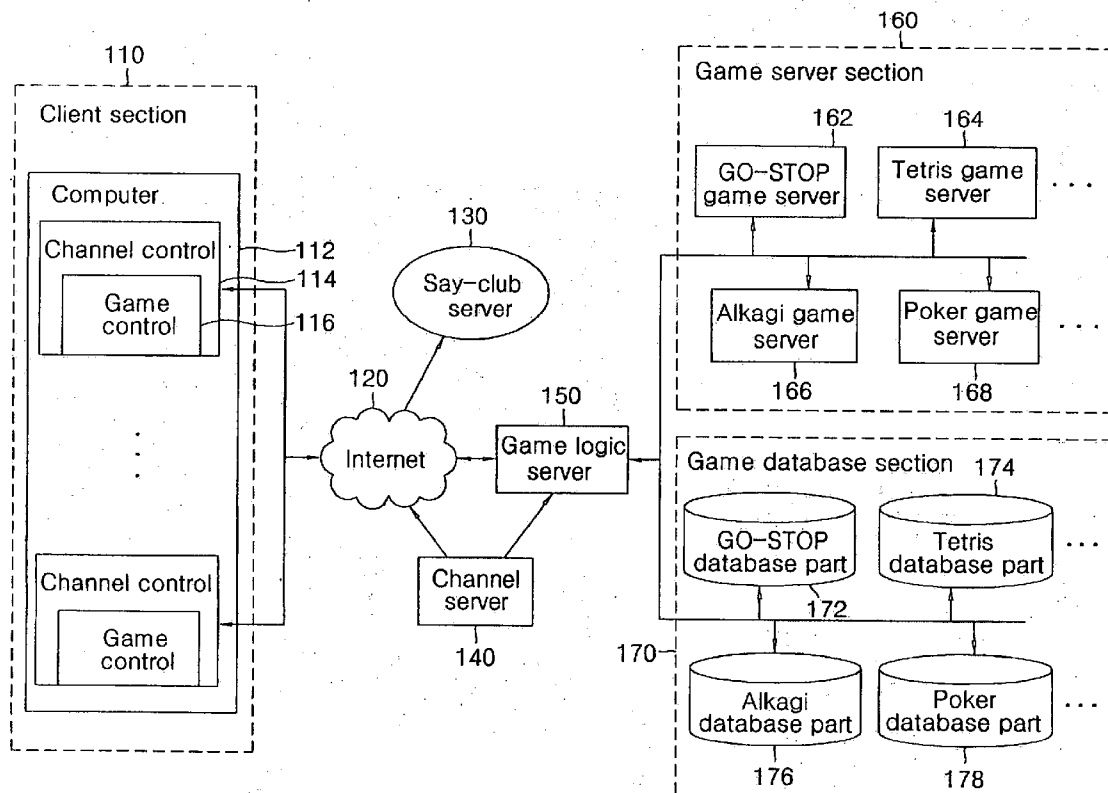 110
Client section
Computer
Channel control
Game
control
112
114
116
Channel control
Game
control
120
Internet
130
Say-club
server
150
Game logic
server
Channel
server
140
160
Game server section
162
GO-STOP
game server
164
Tetris game
server
Alkagi game
server
166
Poker game
server
168
Game database section
GO-STOP
database part
172
174
Tetris
database part
170
Alkagi
database part
176
Poker
database part
178